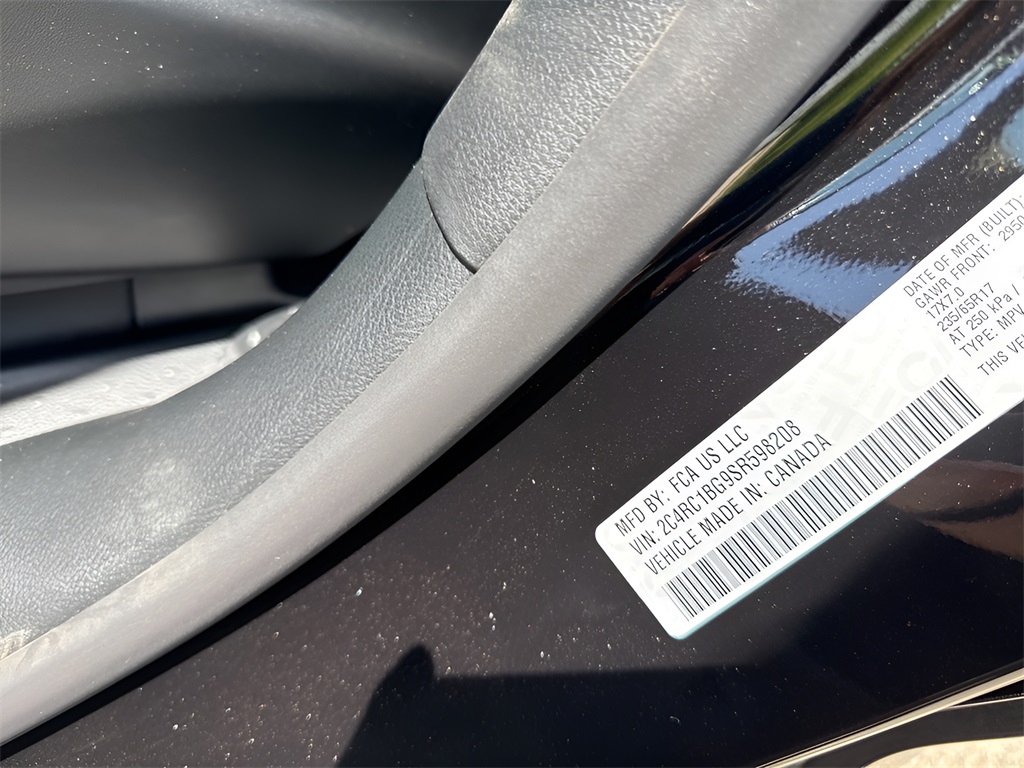 MFD BY: FCA US LLC
VIN: 2C4RC1BG9SR598208
VEHICLE MADE IN: CANADA
DATE OF MFR (BUILT):
GAWR FRONT: 2950
17X7.0
235/65R17
AT 250 KPa /
TYPE: MPV
THIS